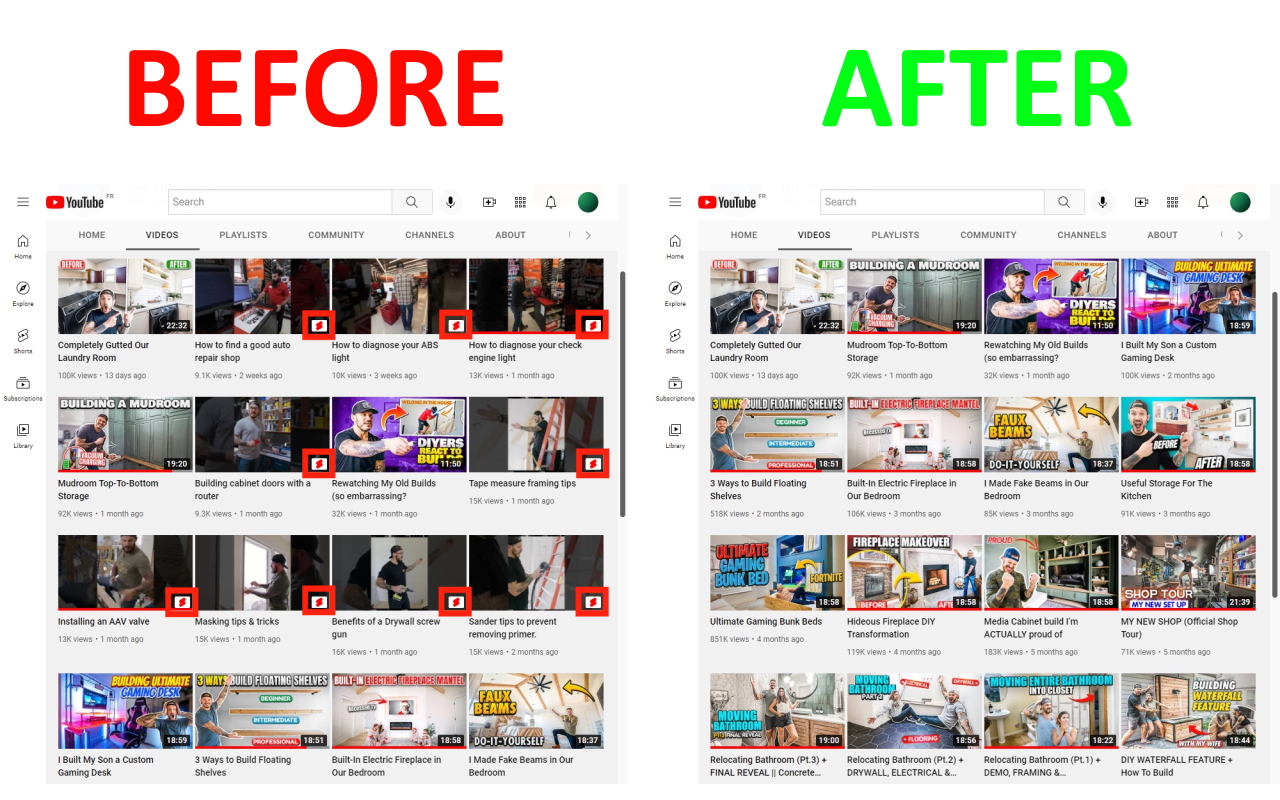 BEFORE
AFTER
YouTube FR
Search
Home
Explore
Shorts
Subscriptions
Library
HOME VIDEOS PLAYLISTS COMMUNITY CHANNELS ABOUT
BEFORE AFTER
22:32
Completely Gutted Our
Laundry Room
100K views • 13 days ago
How to find a good auto
repair shop
9.1K views • 2 weeks ago
How to diagnose your ABS
light
10K views • 3 weeks ago
How to diagnose your check
engine light
13K views • 1 month ago
BUILDING A MUDROOM
VACUUM
CHARGING
19:20
Mudroom Top-To-Bottom
Storage
92K views • 1 month ago
Building cabinet doors with a
router
9.3K views • 1 month ago
WELDING IN THE HOUSE
DIYERS
REACT TO
11:50
Rewatching My Old Builds
(so embarrassing?
32K views • 1 month ago
Tape measure framing tips
15K views • 1 month ago
Installing an AAV valve
13K views • 1 month ago
Masking tips & tricks
15K views • 1 month ago
Benefits of a Drywall screw
gun
16K views • 1 month ago
Sander tips to prevent
removing primer.
15K views • 2 months ago
BUILDING ULTIMATE
GAMING DESK
18:59
I Built My Son a Custom
Gaming Desk
3 WAYS BUILD FLOATING SHELVES
BEGINNER
INTERMEDIATE
PROFESSIONAL
18:51
3 Ways to Build Floating
Shelves
BUILT-IN ELECTRIC FIREPLACE MANTEL
RECESSED TV
18:58
Built-In Electric Fireplace in
Our Bedroom
FAUX
BEAMS
DO-IT-YOURSELF
18:37
I Made Fake Beams in Our
Bedroom
YouTube FR
Search
Home
Explore
Shorts
Subscriptions
Library
HOME VIDEOS PLAYLISTS COMMUNITY CHANNELS ABOUT
BEFORE AFTER
22:32
Completely Gutted Our
Laundry Room
100K views • 13 days ago
BUILDING A MUDROOM
VACUUM
CHARGING
19:20
Mudroom Top-To-Bottom
Storage
92K views • 1 month ago
WELDING IN THE HOUSE
DIYERS
REACT TO
11:50
Rewatching My Old Builds
(so embarrassing?
32K views • 1 month ago
BUILDING ULTIMATE
GAMING DESK
18:59
I Built My Son a Custom
Gaming Desk
100K views • 2 months ago
3 WAYS BUILD FLOATING SHELVES
BEGINNER
INTERMEDIATE
PROFESSIONAL
18:51
3 Ways to Build Floating
Shelves
518K views • 2 months ago
BUILT-IN ELECTRIC FIREPLACE MANTEL
RECESSED TV
18:58
Built-In Electric Fireplace in
Our Bedroom
106K views • 3 months ago
FAUX
BEAMS
DO-IT-YOURSELF
18:37
I Made Fake Beams in Our
Bedroom
85K views • 3 months ago
BEFORE
AFTER
18:58
Useful Storage For The
Kitchen
91K views • 3 months ago
ULTIMATE
GAMING
BUNK BED
FORTNITE
18:58
Ultimate Gaming Bunk Beds
851K views • 4 months ago
FIREPLACE MAKEOVER
BEFORE AFTER
18:58
Hideous Fireplace DIY
Transformation
119K views • 4 months ago
PROUD
18:58
Media Cabinet build I'm
ACTUALLY proud of
183K views • 5 months ago
SHOP TOUR
MY NEW SET UP
21:39
MY NEW SHOP (Official Shop
Tour)
71K views • 5 months ago
MOVING
BATHROOM
PT.3 FINAL REVEAL
19:00
Relocating Bathroom (Pt.3) +
FINAL REVEAL || Concrete...
MOVING
BATHROOM
PART 2
ELECTRICAL
DRYWALL
+ FLOORING
18:56
Relocating Bathroom (Pt.2) +
DRYWALL, ELECTRICAL &...
MOVING ENTIRE BATHROOM
INTO CLOSET
18:22
Relocating Bathroom (Pt.1) +
DEMO, FRAMING &...
BUILDING
WATERFALL
FEATURE
WITH MY WIFE
18:44
DIY WATERFALL FEATURE +
How To Build